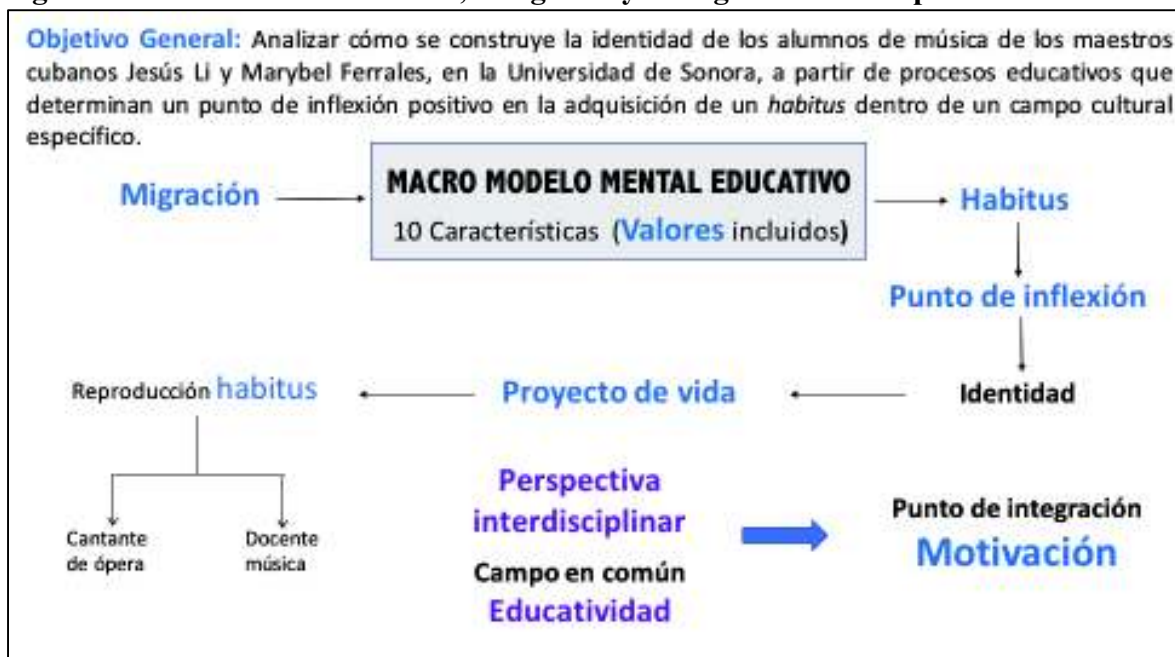 Objetivo General: Analizar cómo se construye la identidad de los alumnos de música de los maestros
cubanos Jesús Li y Marybel Ferrales, en la Universidad de Sonora, a partir de procesos educativos que
determinan un punto de inflexión positivo en la adquisición de un habitus dentro de un campo cultural
específico.
Migración
MACRO MODELO MENTAL EDUCATIVO
10 Características (Valores incluidos)
Habitus
Punto de inflexión
Identidad
Proyecto de vida
Reproducción habitus
Cantante
de ópera
Docente
música
Perspectiva
interdisciplinar
Campo en común
Educatividad
Punto de integración
Motivación